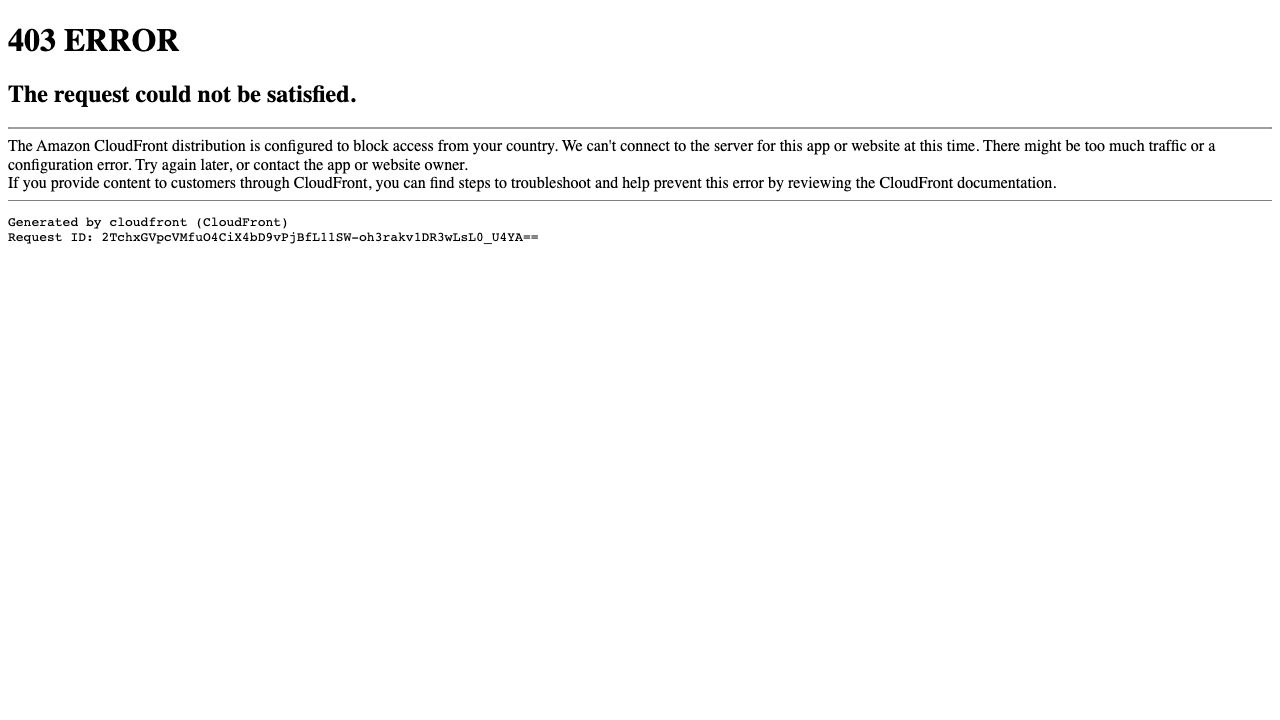 403 ERROR
The request could not be satisfied.
The Amazon CloudFront distribution is configured to block access from your country. We can't connect to the server for this app or website at this time. There might be too much traffic or a
configuration error. Try again later, or contact the app or website owner.
If you provide content to customers through CloudFront, you can find steps to troubleshoot and help prevent this error by reviewing the CloudFront documentation.
Generated by cloudfront (CloudFront)
Request ID: 2TchxGVpcVMfuO4CiX4bD9vPjBfL11SW-oh3rakv1DR3wLsL0_U4YA==